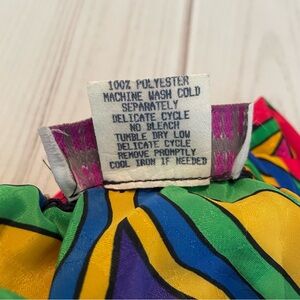 100% POLYESTER
MACHINE WASH COLD
SEPARATELY
DELICATE CYCLE
NO BLEACH
TUMBLE DRY LOW
DELICATE CYCLE
REMOVE PROMPTLY
COOL IRON IF NEEDED